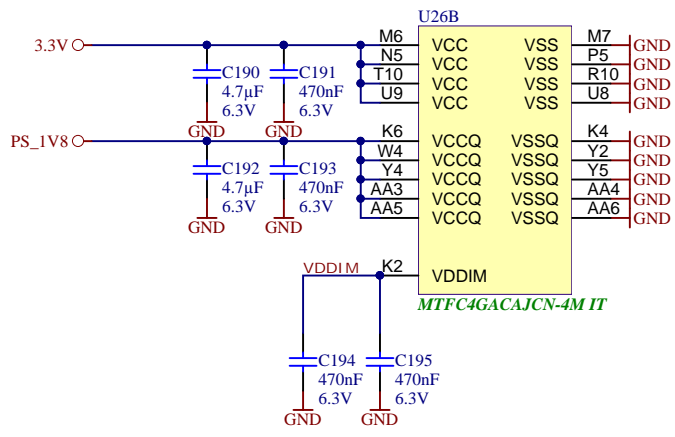 U26B
3.3V
M6 VCC VSS M7 GND
N5 VCC VSS P5 GND
T10 VCC VSS R10 GND
U9 VCC VSS U8 GND
C190
4.7µF
6.3V
GND
C191
470nF
6.3V
GND
PS_1V8
K6 VCCQ VSSQ K4 GND
W4 VCCQ VSSQ Y2 GND
Y4 VCCQ VSSQ Y5 GND
AA3 VCCQ VSSQ AA4 GND
AA5 VCCQ VSSQ AA6 GND
C192
4.7µF
6.3V
GND
C193
470nF
6.3V
GND
VDDIM K2 VDDIM
MTFC4GACAJCN-4M IT
C194
470nF
6.3V
GND
C195
470nF
6.3V
GND